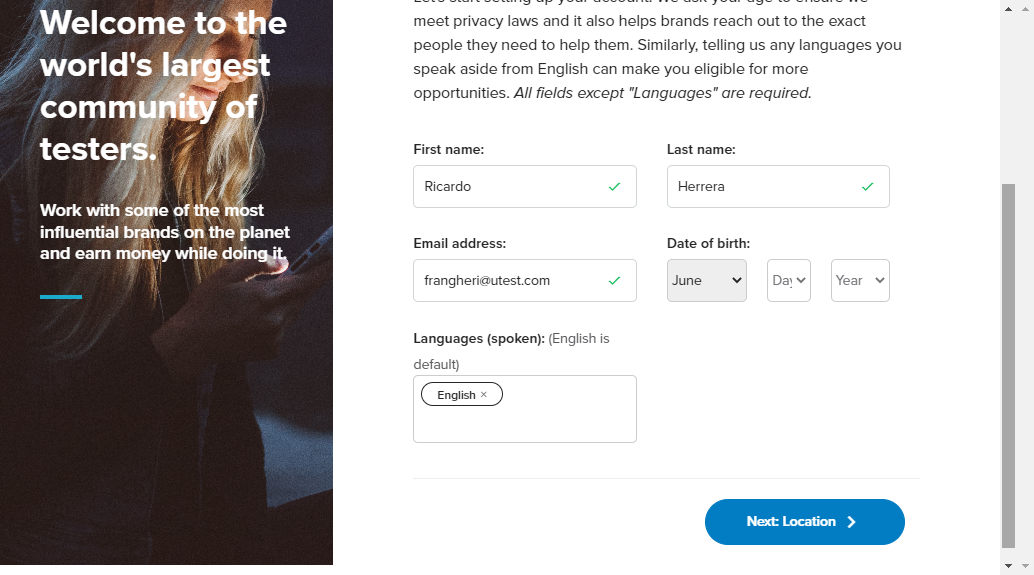 Welcome to the
world's largest
community of
testers.
Work with some of the most
influential brands on the planet
and earn money while doing it.
meet privacy laws and it also helps brands reach out to the exact
people they need to help them. Similarly, telling us any languages you
speak aside from English can make you eligible for more
opportunities. All fields except "Languages" are required.
First name:
Last name:
Ricardo
Herrera
Email address:
Date of birth:
frangheri@utest.com
June
Day
Year
Languages (spoken): (English is
default)
English ×
Next: Location